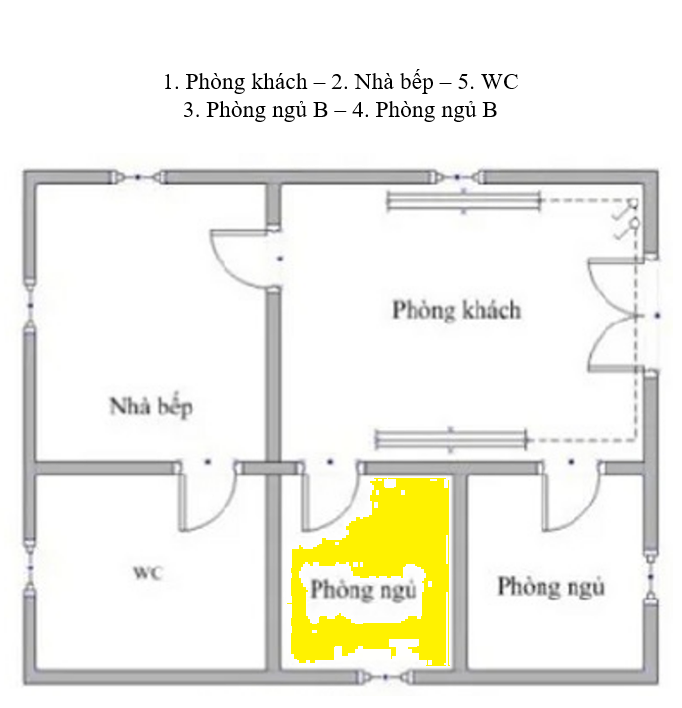 1. Phòng khách – 2. Nhà bếp – 5. WC
3. Phòng ngủ B – 4. Phòng ngủ B
Phòng khách
Nhà bếp
WC
Phòng ngủ
Phòng ngủ